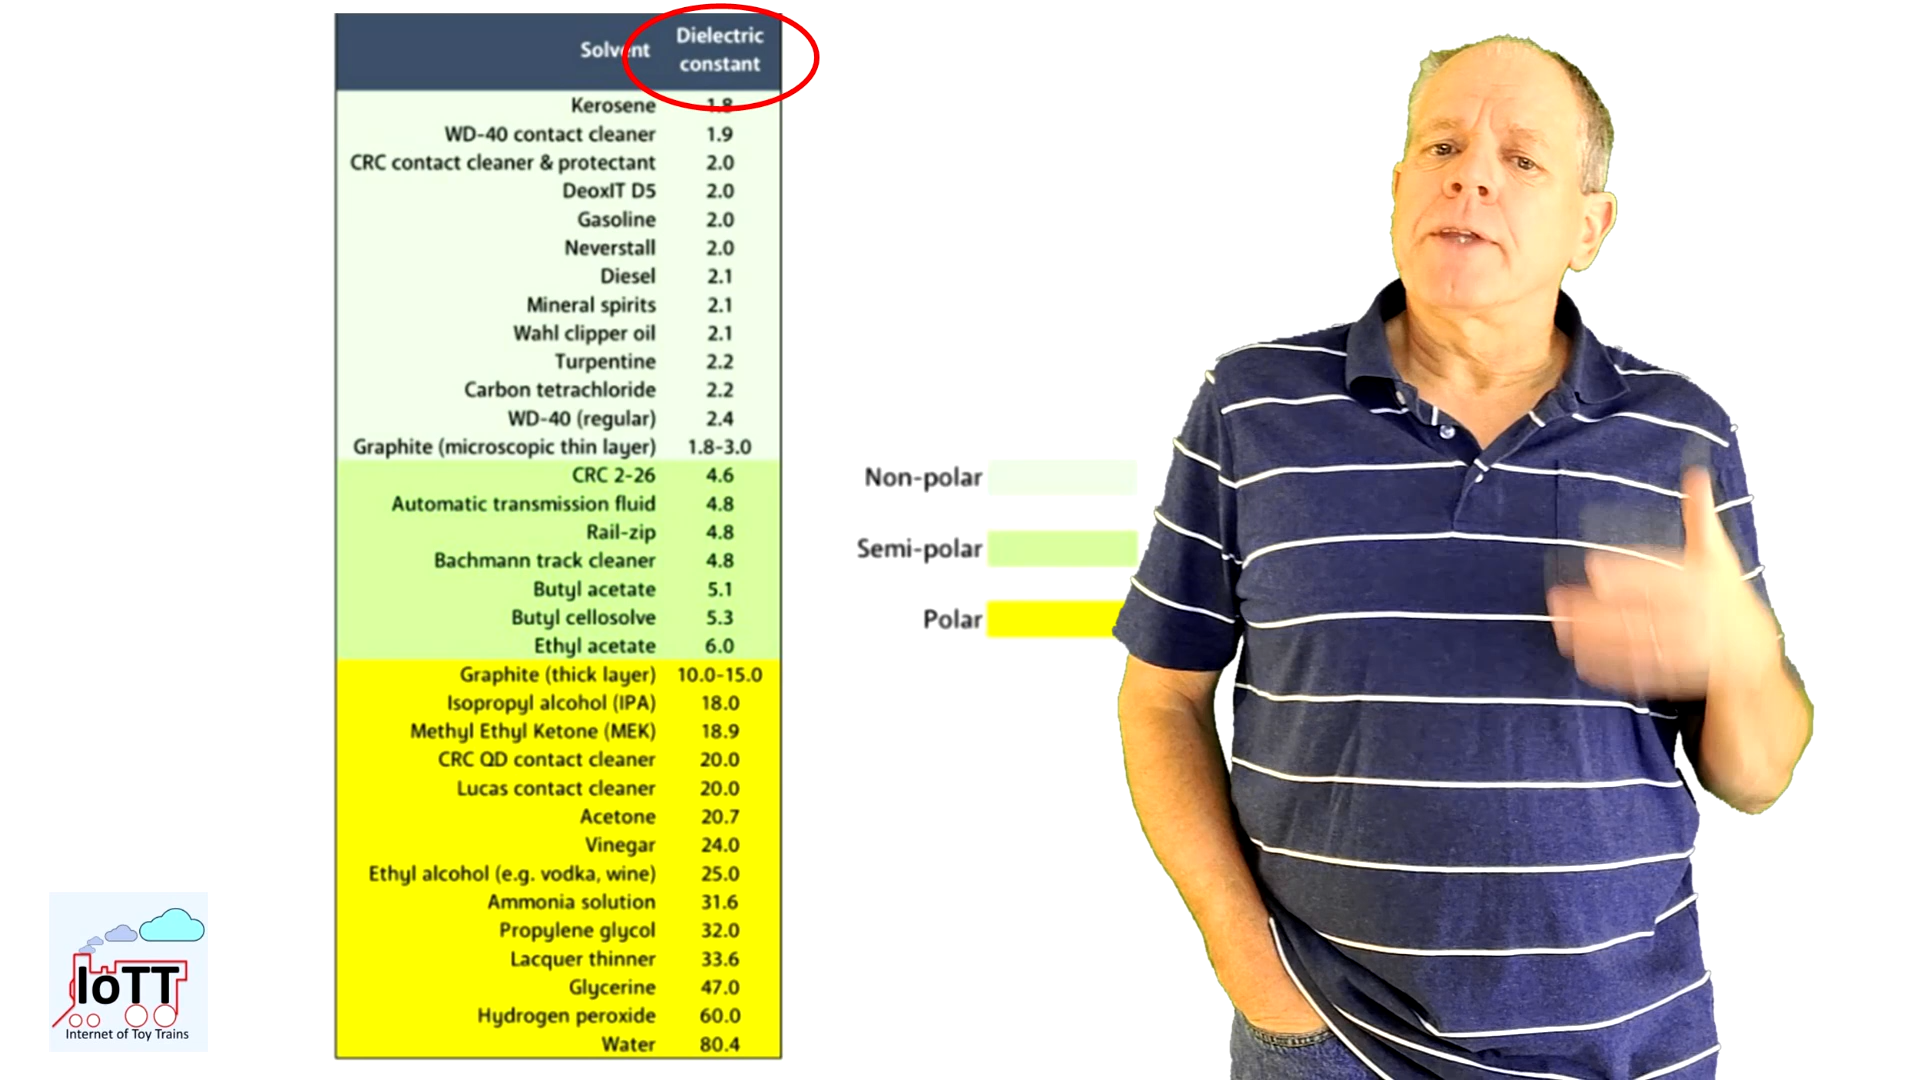 Solvent Dielectric constant
Kerosene 1.8
WD-40 contact cleaner 1.9
CRC contact cleaner & protectant 2.0
DeoxIT D5 2.0
Gasoline 2.0
Neverstall 2.0
Diesel 2.1
Mineral spirits 2.1
Wahl clipper oil 2.1
Turpentine 2.2
Carbon tetrachloride 2.2
WD-40 (regular) 2.4
Graphite (microscopic thin layer) 1.8-3.0
CRC 2-26 4.6
Automatic transmission fluid 4.8
Rail-zip 4.8
Bachmann track cleaner 4.8
Butyl acetate 5.1
Butyl cellosolve 5.3
Ethyl acetate 6.0
Graphite (thick layer) 10.0-15.0
Isopropyl alcohol (IPA) 18.0
Methyl Ethyl Ketone (MEK) 18.9
CRC QD contact cleaner 20.0
Lucas contact cleaner 20.0
Acetone 20.7
Vinegar 24.0
Ethyl alcohol (e.g. vodka, wine) 25.0
Ammonia solution 31.6
Propylene glycol 32.0
Lacquer thinner 33.6
Glycerine 47.0
Hydrogen peroxide 60.0
Water 80.4
Non-polar
Semi-polar
Polar
IoTT
Internet of Toy Trains